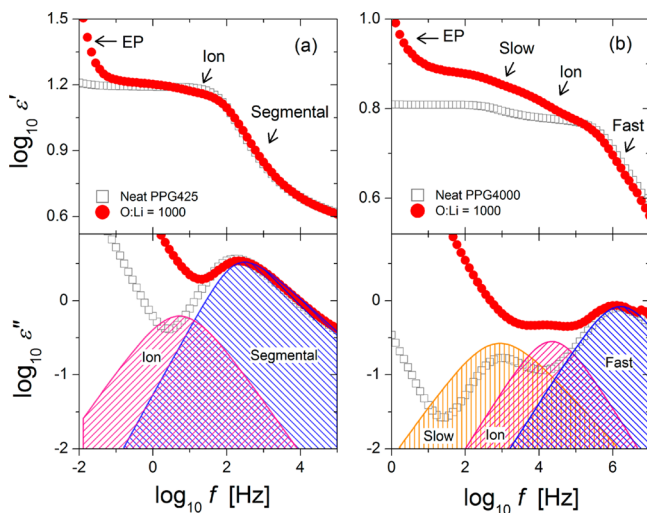 1.5
1.2
0.9
0.6
log10 ε'
EP
Ion
(a)
Segmental
Neat PPG425
O:Li = 1000
1.0
0.8
0.6
log10 ε'
EP
Slow
Ion
(b)
Fast
Neat PPG4000
O:Li = 1000
0
-1
-2
log10 ε"
Ion
Segmental
-2 0 2 4
log10 f [Hz]
0
-1
-2
log10 ε"
Slow
Ion
Fast
0 2 4 6
log10 f [Hz]